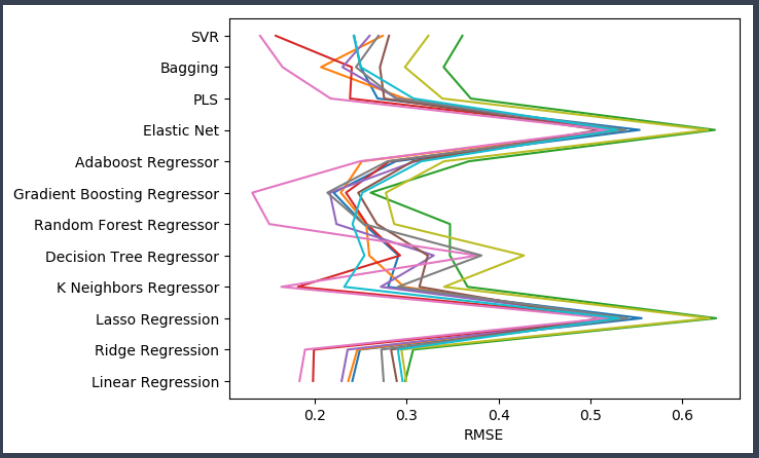 SVR
Bagging
PLS
Elastic Net
Adaboost Regressor
Gradient Boosting Regressor
Random Forest Regressor
Decision Tree Regressor
K Neighbors Regressor
Lasso Regression
Ridge Regression
Linear Regression
0.2 0.3 0.4 0.5 0.6
RMSE